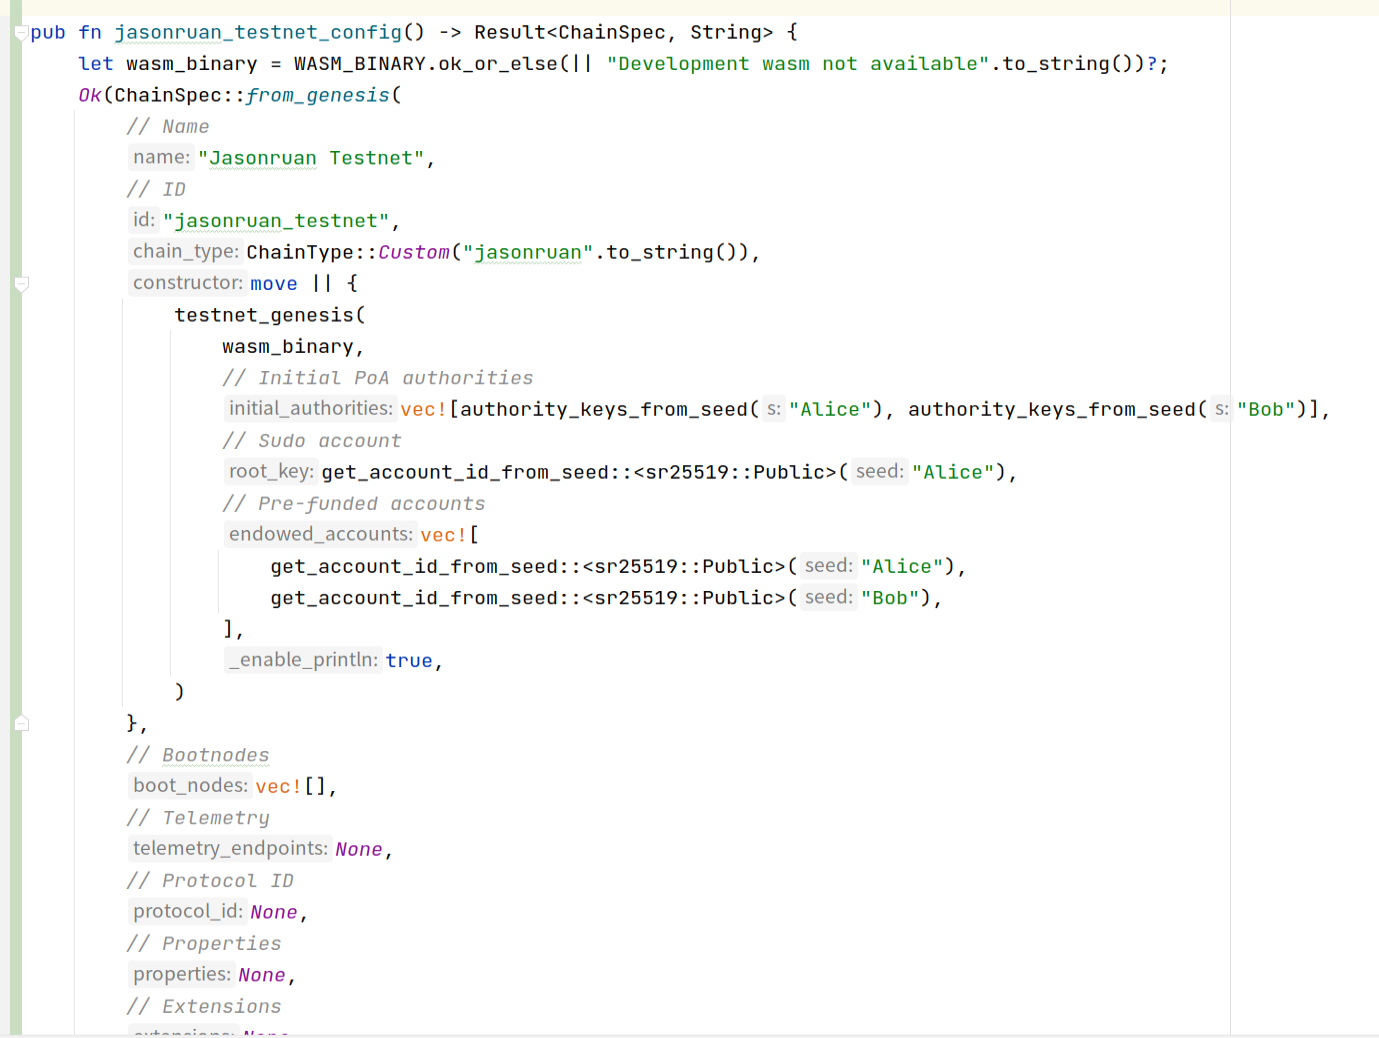 pub fn jasonruan_testnet_config() -> Result<ChainSpec, String> {
let wasm_binary = WASM_BINARY.ok_or_else(|| "Development wasm not available".to_string())?;
Ok(ChainSpec::from_genesis(
// Name
name: "Jasonruan Testnet",
// ID
id: "jasonruan_testnet",
chain_type: ChainType::Custom("jasonruan".to_string()),
constructor: move || {
testnet_genesis(
wasm_binary,
// Initial PoA authorities
initial_authorities: vec![authority_keys_from_seed( s: "Alice"), authority_keys_from_seed( s: "Bob")],
// Sudo account
root_key: get_account_id_from_seed::<sr25519::Public>( seed: "Alice"),
// Pre-funded accounts
endowed_accounts: vec![
get_account_id_from_seed::<sr25519::Public>( seed: "Alice"),
get_account_id_from_seed::<sr25519::Public>( seed: "Bob"),
],
_enable_println: true,
)
},
// Bootnodes
boot_nodes: vec![],
// Telemetry
telemetry_endpoints: None,
// Protocol ID
protocol_id: None,
// Properties
properties: None,
// Extensions
extensions: None